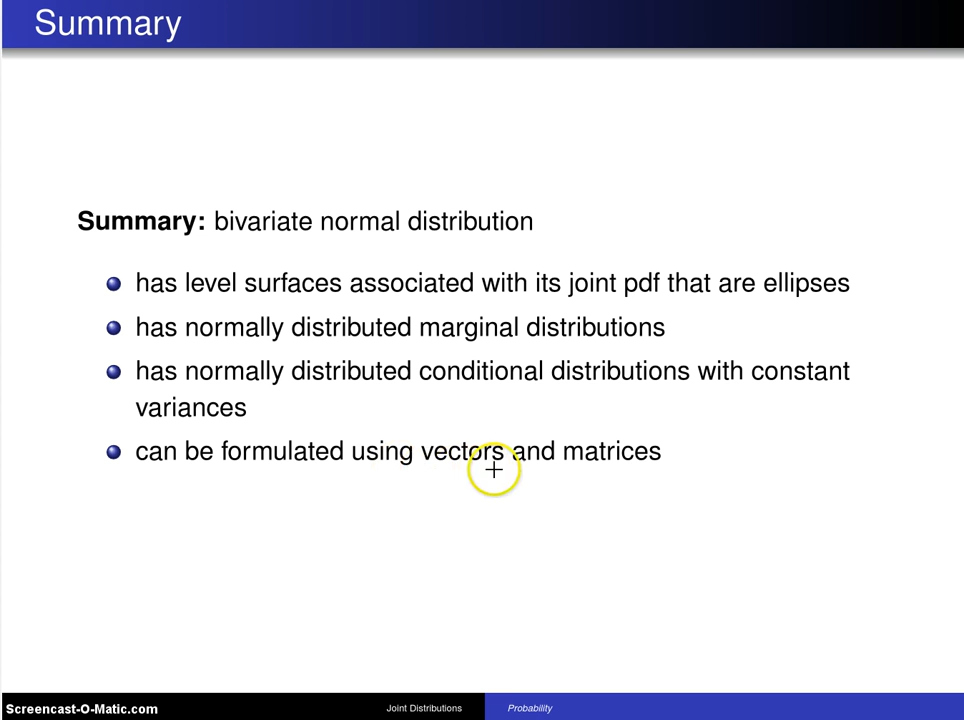 Summary
Summary: bivariate normal distribution
has level surfaces associated with its joint pdf that are ellipses
has normally distributed marginal distributions
has normally distributed conditional distributions with constant
variances
can be formulated using vectors and matrices
Screencast-O-Matic.com
Joint Distributions
Probability